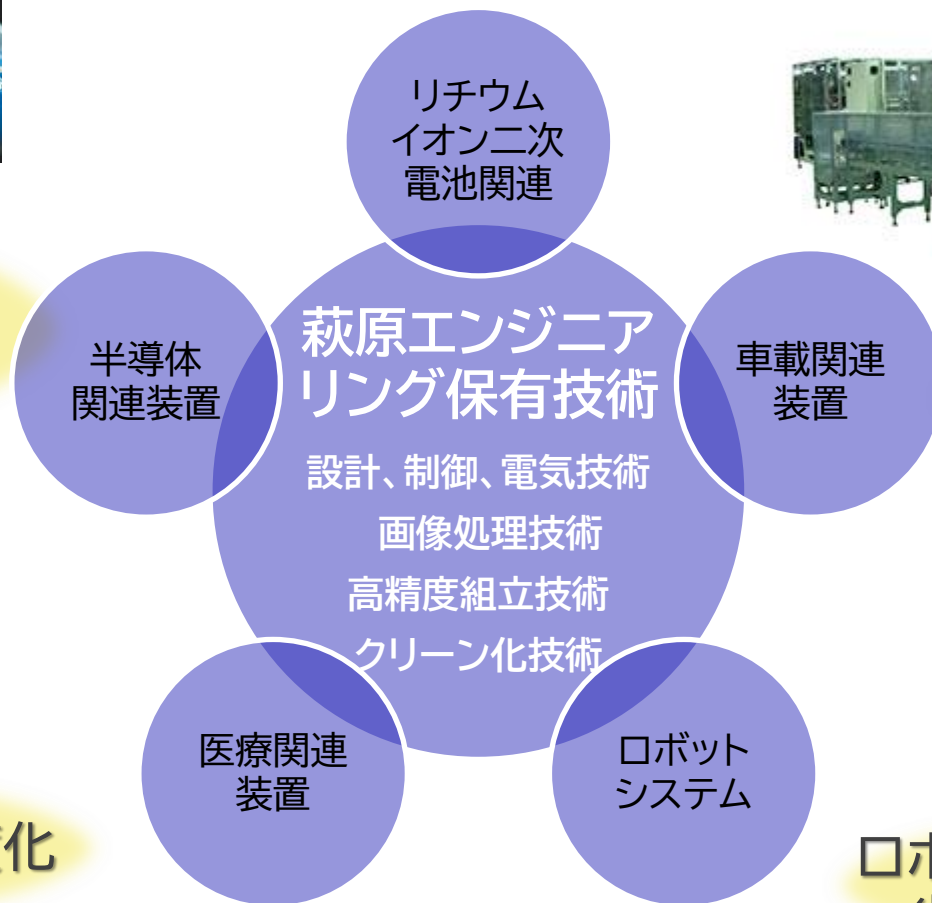 リチウム
イオン二次
電池関連
半導体
関連装置
萩原エンジニア
リング保有技術
設計、制御、電気技術
画像処理技術
高精度組立技術
クリーン化技術
車載関連
装置
医療関連
装置
ロボット
システム
化
ロボ